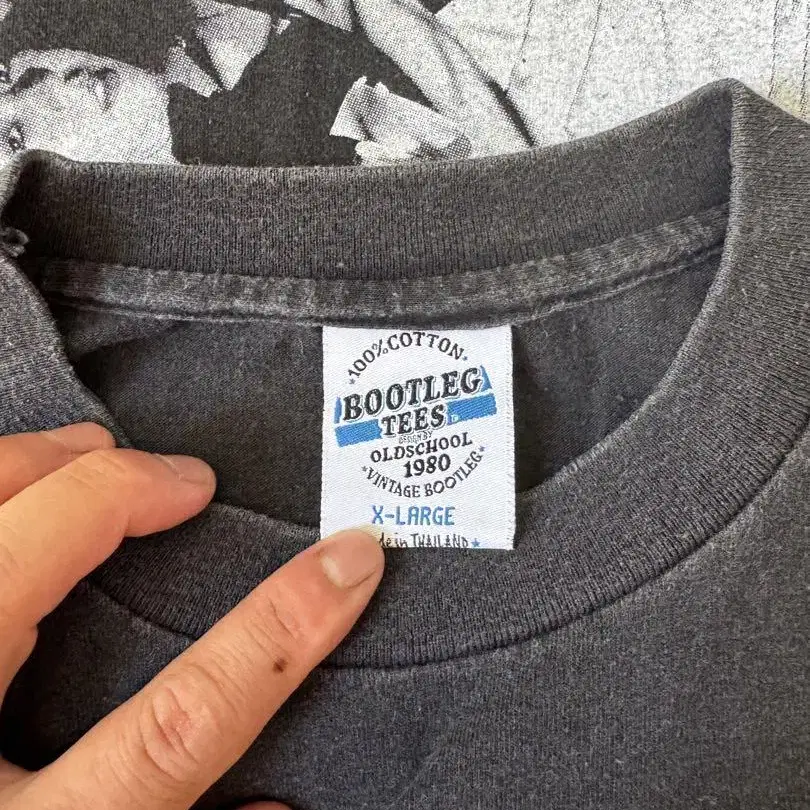 100% COTTON
BOOTLEG
TEES
DESIGN BY
OLDSCHOOL
1980
*VINTAGE BOOTLEG*
X-LARGE
in THAILAND ★